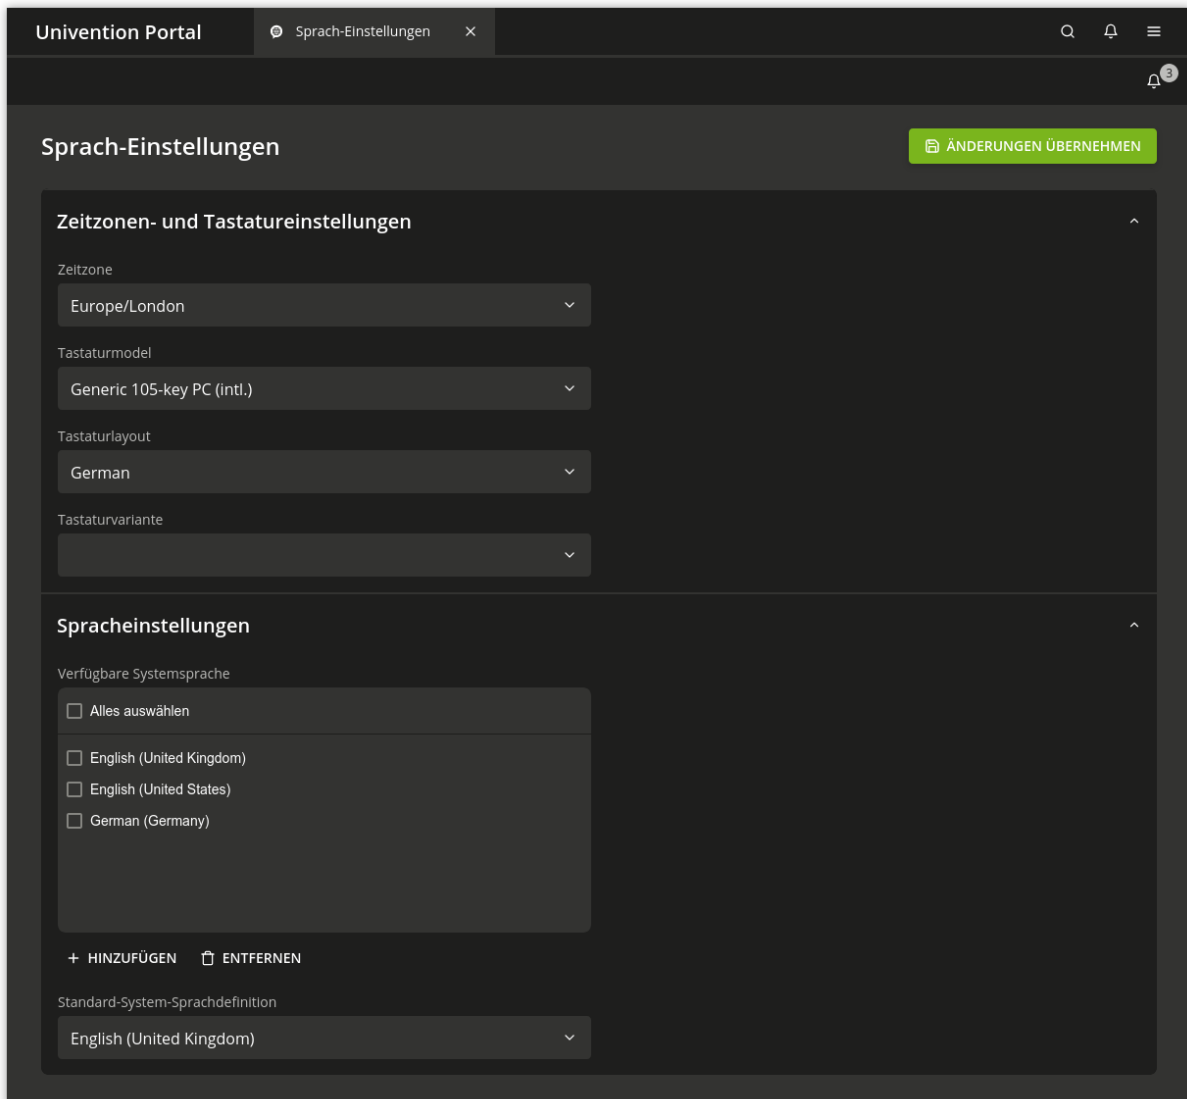 Univention Portal
Sprach-Einstellungen
3
Sprach-Einstellungen
ÄNDERUNGEN ÜBERNEHMEN
Zeitzonen- und Tastatureinstellungen
Zeitzone
Europe/London
Tastaturmodel
Generic 105-key PC (intl.)
Tastaturlayout
German
Tastaturvariante
Spracheinstellungen
Verfügbare Systemsprache
Alles auswählen
English (United Kingdom)
English (United States)
German (Germany)
HINZUFÜGEN ENTFERNEN
Standard-System-Sprachdefinition
English (United Kingdom)